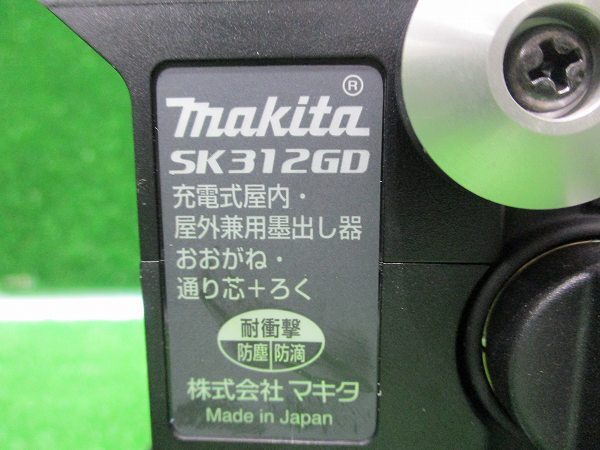 makita®
SK312GD
充電式屋内・
屋外兼用墨出し器
おおがね・
通り芯＋ろく
耐衝撃
防塵 防滴
株式会社 マキタ
Made in Japan